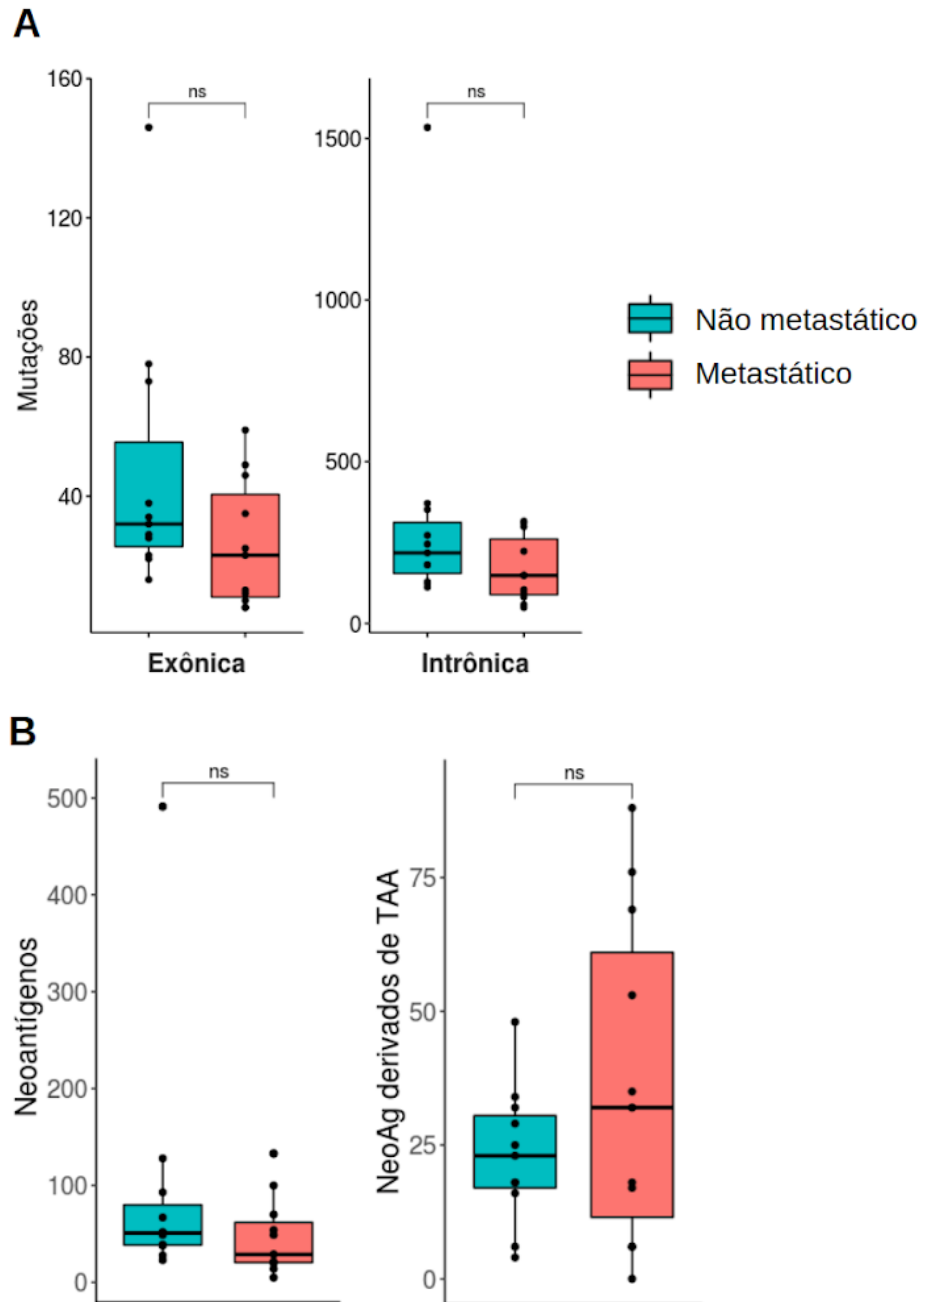 A
160
120
80
40
Mutações
ns
Exônica
1500
1000
500
0
ns
Intrônica
Não metastático
Metastático
B
500
400
300
200
100
0
Neoantígenos
ns
75
50
25
0
NeoAg derivados de TAA
ns